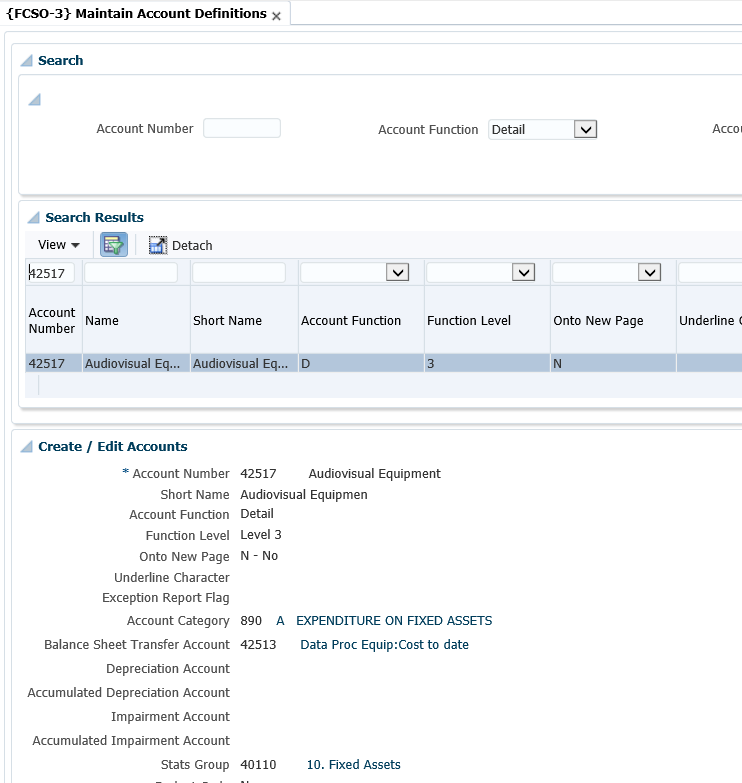 {FCSO-3} Maintain Account Definitions
Search
Account Number Account Function Detail Acco
Search Results
View Detach
42517
Account Number Name Short Name Account Function Function Level Onto New Page Underline C
42517 Audiovisual Eq... Audiovisual Eq... D 3 N
Create / Edit Accounts
* Account Number 42517 Audiovisual Equipment
Short Name Audiovisual Equipmen
Account Function Detail
Function Level Level 3
Onto New Page N - No
Underline Character
Exception Report Flag
Account Category 890 A EXPENDITURE ON FIXED ASSETS
Balance Sheet Transfer Account 42513 Data Proc Equip:Cost to date
Depreciation Account
Accumulated Depreciation Account
Impairment Account
Accumulated Impairment Account
Stats Group 40110 10. Fixed Assets